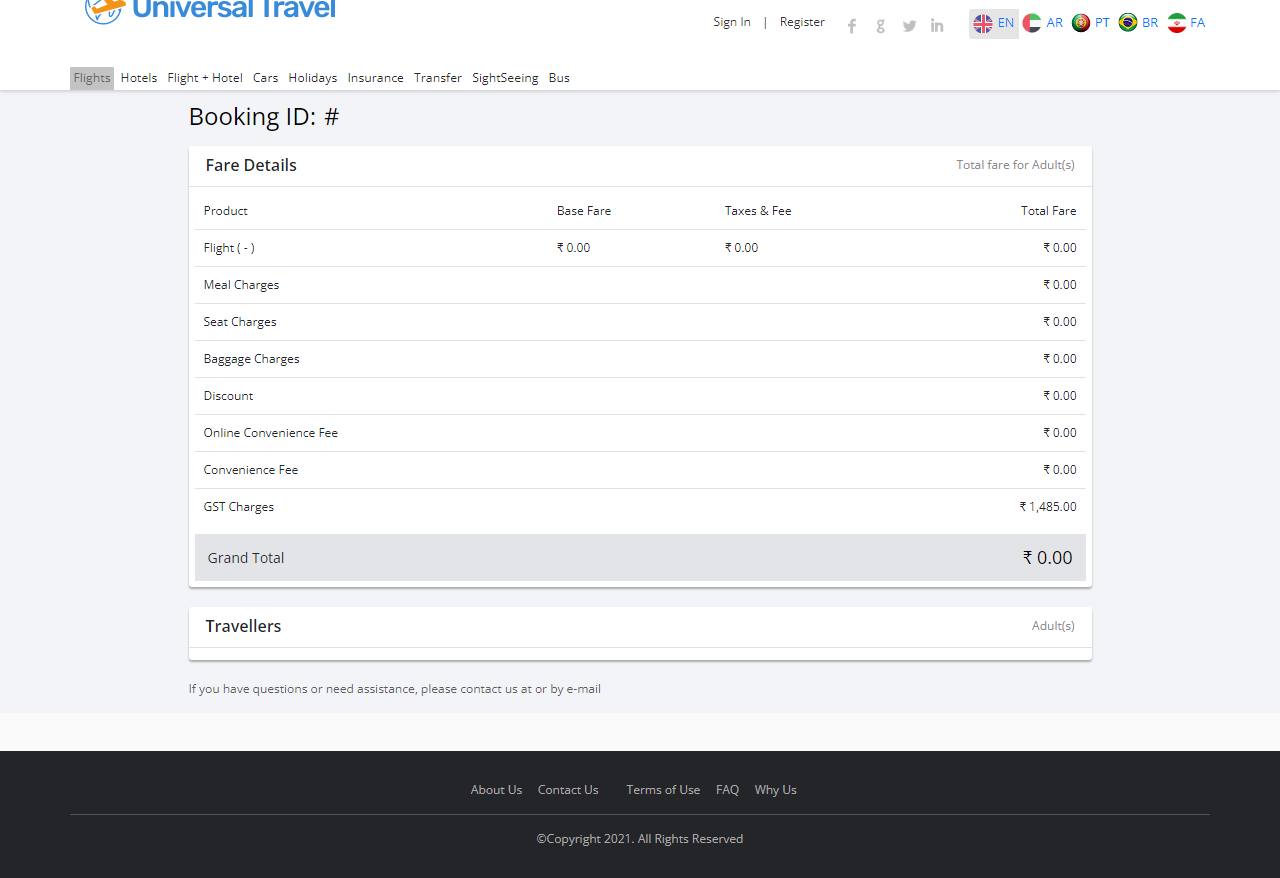 Universal Travel
Sign In | Register
EN AR PT BR FA
Flights Hotels Flight + Hotel Cars Holidays Insurance Transfer SightSeeing Bus
Booking ID: #
Fare Details Total fare for Adult(s)
Product Base Fare Taxes & Fee Total Fare
Flight ( - ) ₹ 0.00 ₹ 0.00 ₹ 0.00
Meal Charges ₹ 0.00
Seat Charges ₹ 0.00
Baggage Charges ₹ 0.00
Discount ₹ 0.00
Online Convenience Fee ₹ 0.00
Convenience Fee ₹ 0.00
GST Charges ₹ 1,485.00
Grand Total ₹ 0.00
Travellers Adult(s)
If you have questions or need assistance, please contact us at or by e-mail
About Us Contact Us Terms of Use FAQ Why Us
©Copyright 2021. All Rights Reserved